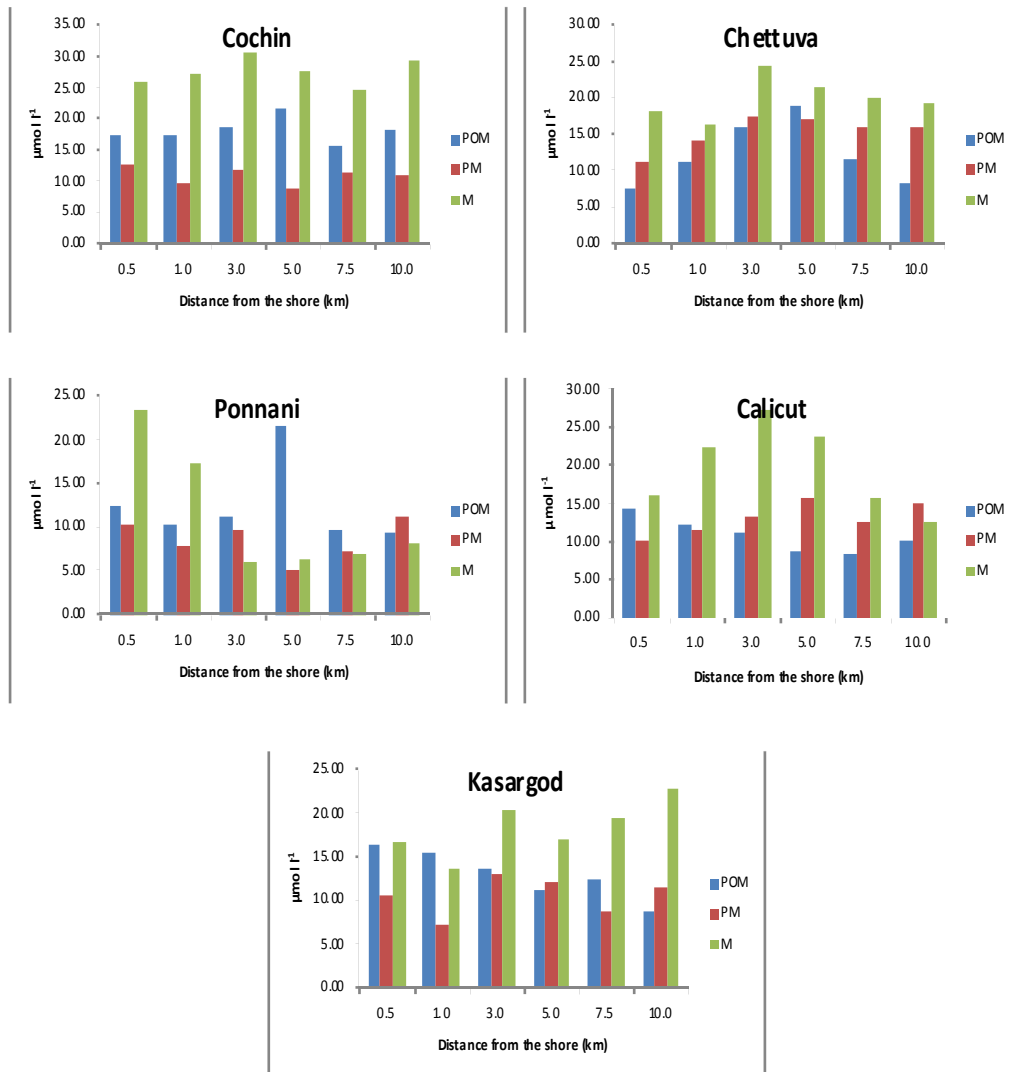 Cochin
35.00
30.00
25.00
20.00
15.00
10.00
5.00
0.00
µmol l-1
0.5 1.0 3.0 5.0 7.5 10.0
Distance from the shore (km)
POM
PM
M
Chettuva
30.00
25.00
20.00
15.00
10.00
5.00
0.00
µmol l-1
0.5 1.0 3.0 5.0 7.5 10.0
Distance from the shore (km)
POM
PM
M
Ponnani
25.00
20.00
15.00
10.00
5.00
0.00
µmol l-1
0.5 1.0 3.0 5.0 7.5 10.0
Distance from the shore (km)
POM
PM
M
Calicut
30.00
25.00
20.00
15.00
10.00
5.00
0.00
µmol l-1
0.5 1.0 3.0 5.0 7.5 10.0
Distance from the shore (km)
POM
PM
M
Kasargod
25.00
20.00
15.00
10.00
5.00
0.00
µmol l-1
0.5 1.0 3.0 5.0 7.5 10.0
Distance from the shore (km)
POM
PM
M